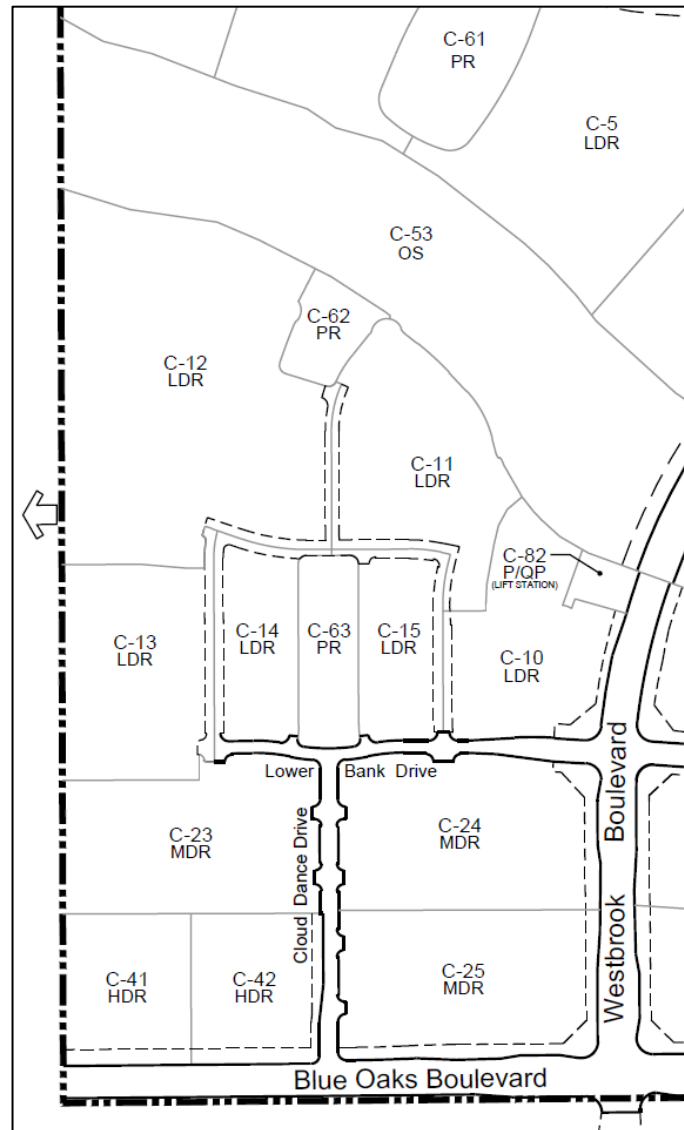 C-61
PR
C-5
LDR
C-53
OS
C-62
PR
C-12
LDR
C-11
LDR
C-82
P/QP
(LIFT STATION)
C-13
LDR
C-14
LDR
C-63
PR
C-15
LDR
C-10
LDR
Lower Bank Drive
C-23
MDR
Cloud Dance Drive
C-24
MDR
Westbrook Boulevard
C-41
HDR
C-42
HDR
C-25
MDR
Blue Oaks Boulevard